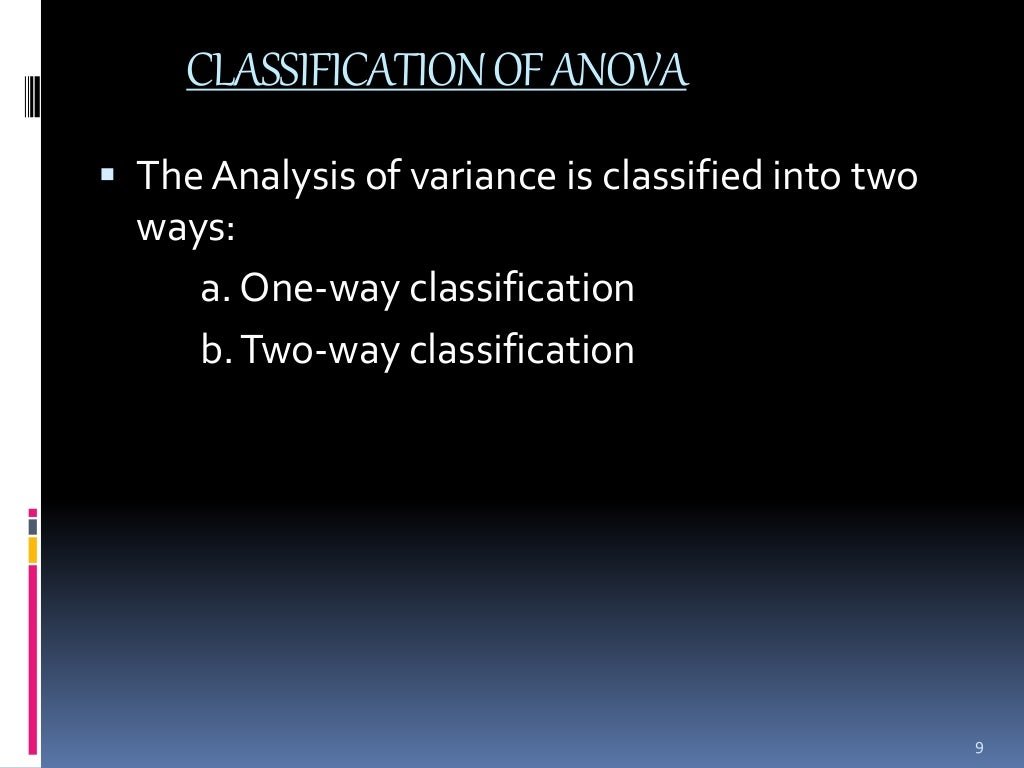 CLASSIFICATION OF ANOVA
▪ The Analysis of variance is classified into two
ways:
a. One-way classification
b. Two-way classification
9